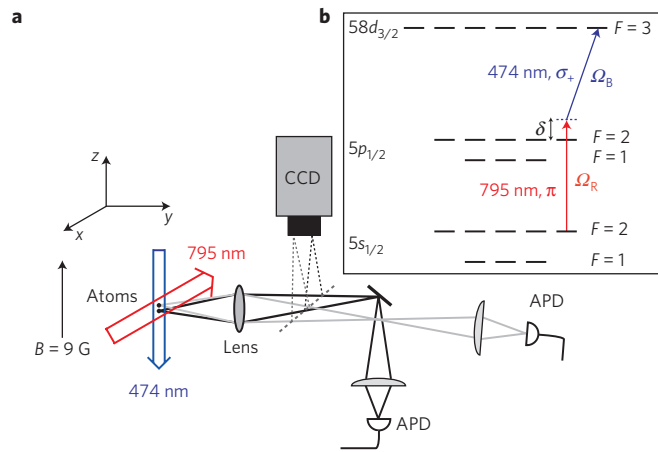 a
z
y
x
CCD
795 nm
Atoms
B = 9 G
Lens
474 nm
APD
APD
b
58d3/2
F = 3
474 nm, σ+
ΩB
δ
5p1/2
F = 2
F = 1
795 nm, π
ΩR
5s1/2
F = 2
F = 1